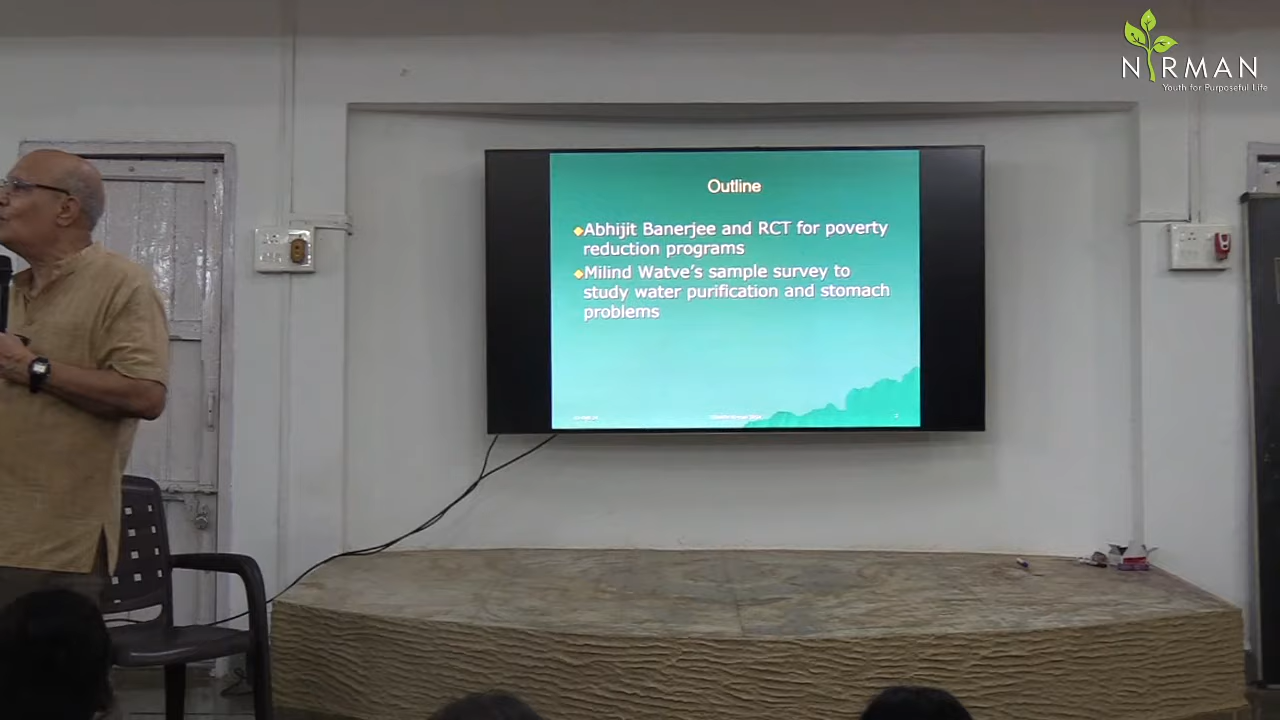 NIRMAN
Youth for Purposeful Life
Outline
Abhijit Banerjee and RCT for poverty
reduction programs
Milind Watve's sample survey to
study water purification and stomach
problems
2